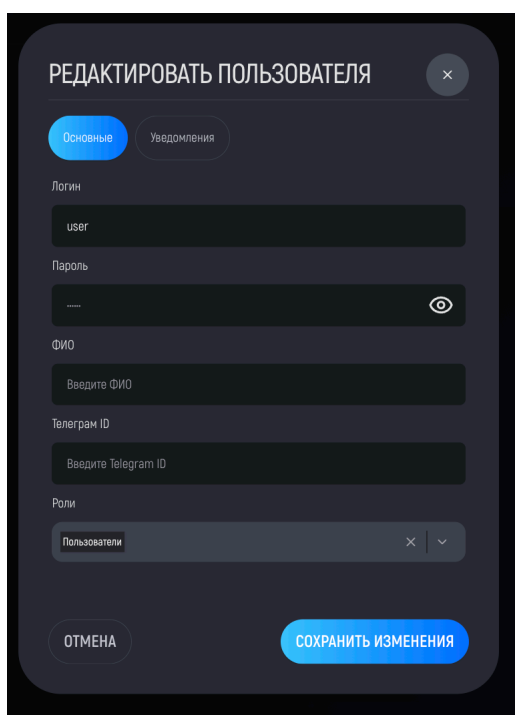 РЕДАКТИРОВАТЬ ПОЛЬЗОВАТЕЛЯ
Основные
Уведомления
Логин
user
Пароль
ФИО
Введите ФИО
Телеграм ID
Введите Telegram ID
Роли
Пользователи
ОТМЕНА
СОХРАНИТЬ ИЗМЕНЕНИЯ